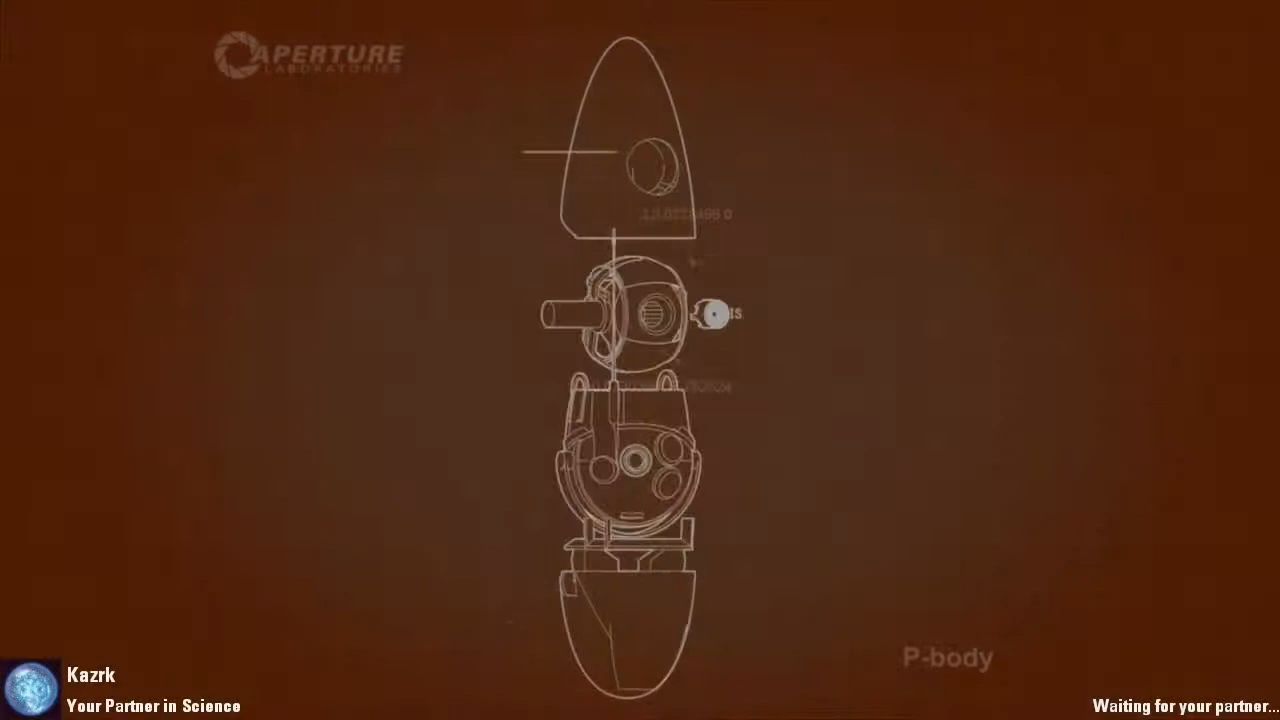 APERTURE
LABORATORIES
P-body
Kazrk
Your Partner in Science
Waiting for your partner...